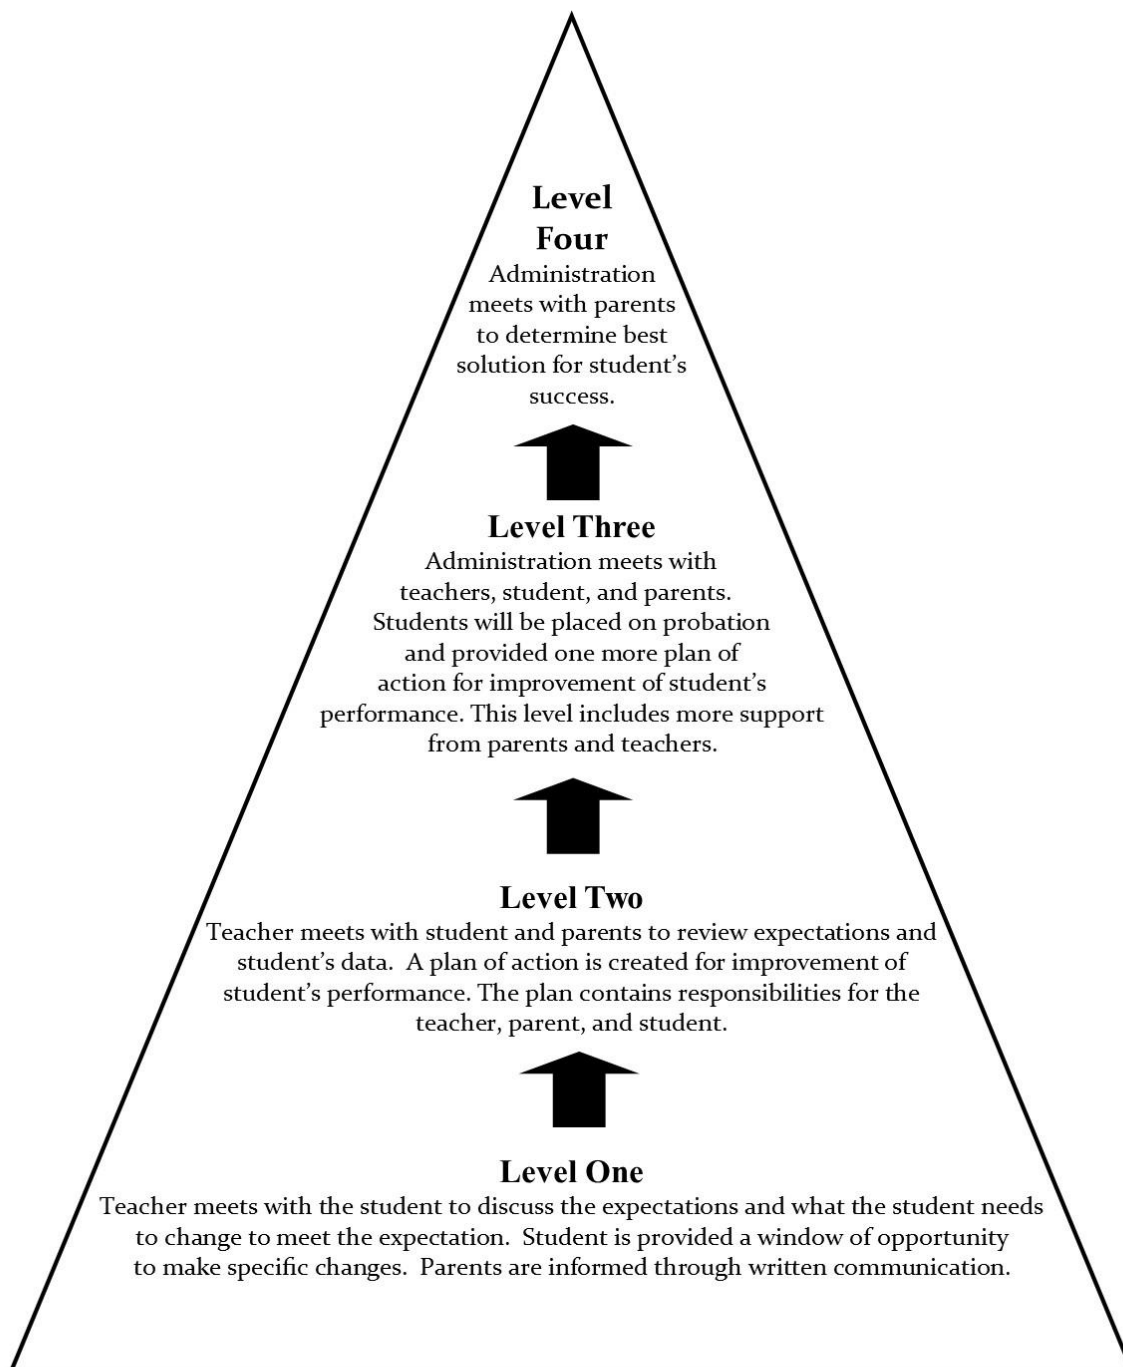 Level
Four
Administration
meets with parents
to determine best
solution for student’s
success.
Level Three
Administration meets with
teachers, student, and parents.
Students will be placed on probation
and provided one more plan of
action for improvement of student’s
performance. This level includes more support
from parents and teachers.
Level Two
Teacher meets with student and parents to review expectations and
student’s data.  A plan of action is created for improvement of
student’s performance. The plan contains responsibilities for the
teacher, parent, and student.
Level One
Teacher meets with the student to discuss the expectations and what the student needs
to change to meet the expectation.  Student is provided a window of opportunity
to make specific changes.  Parents are informed through written communication.